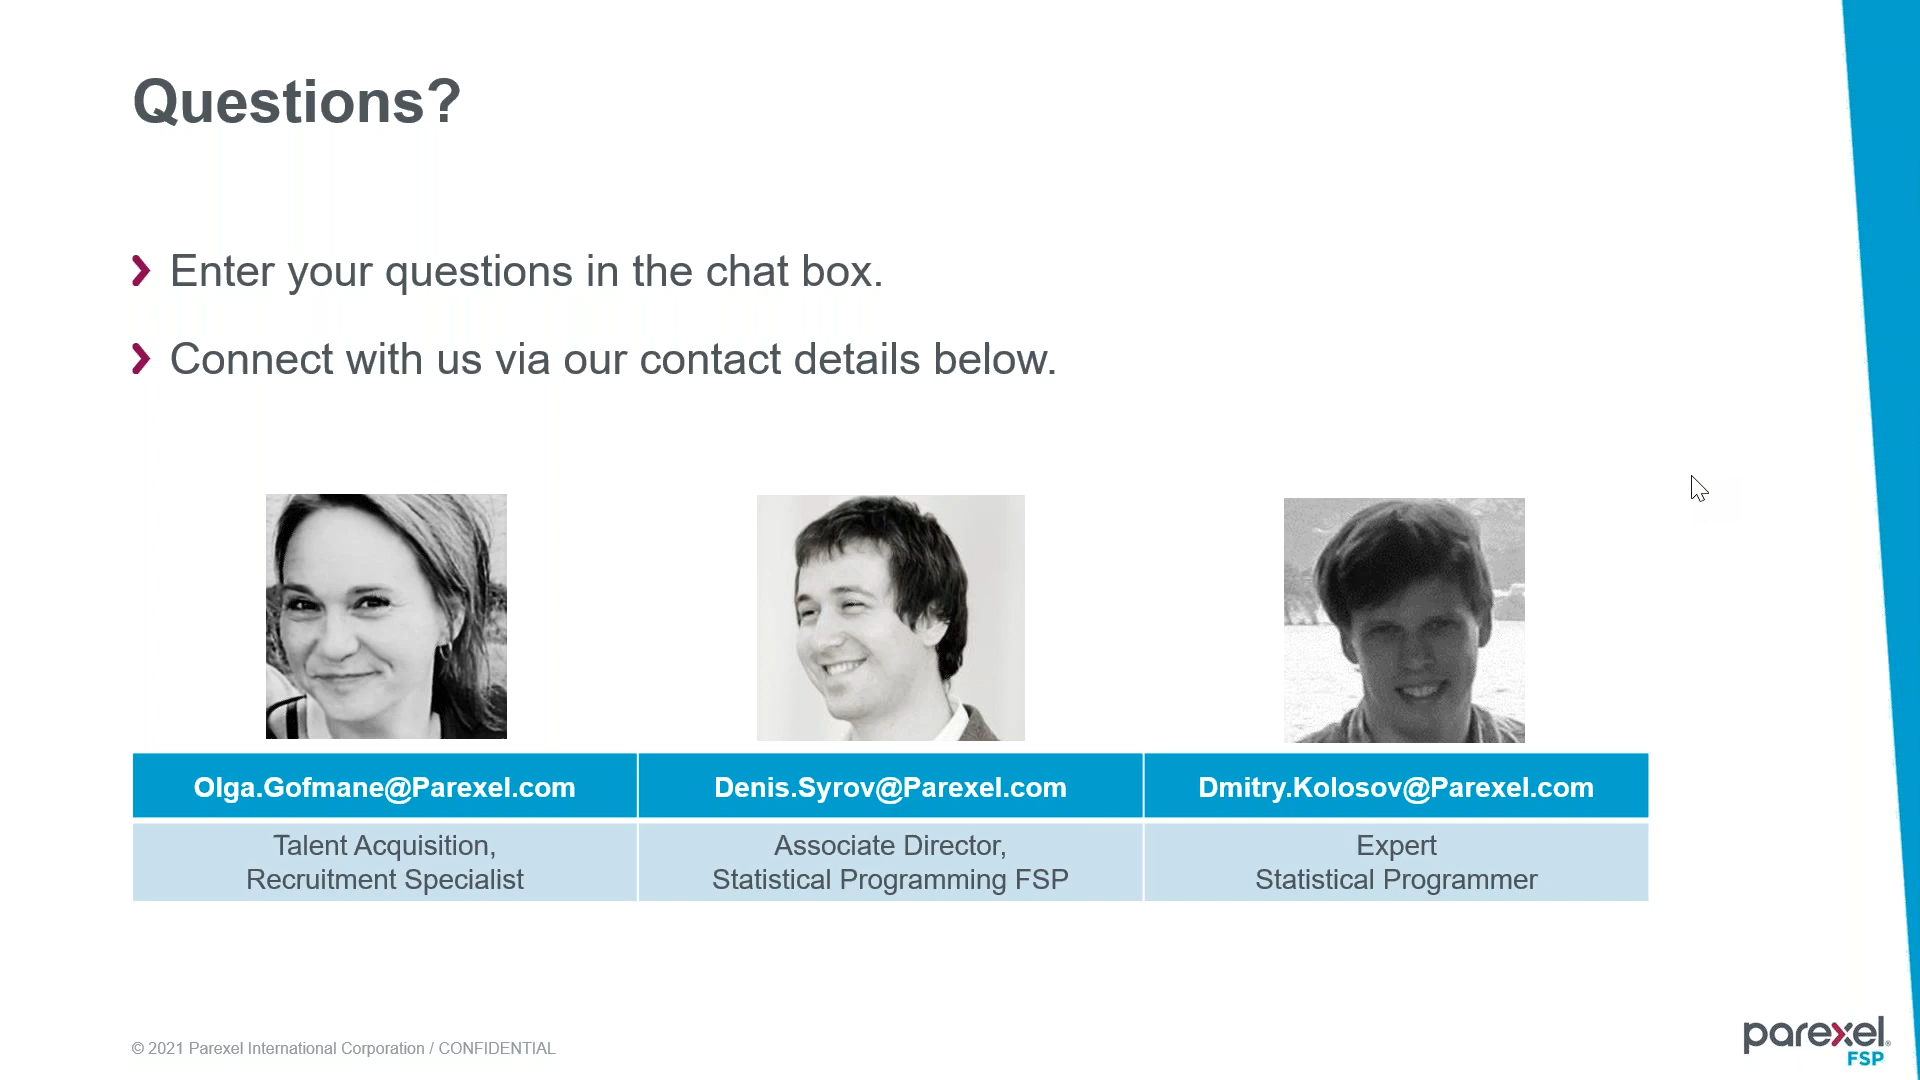 Questions?
Enter your questions in the chat box.
Connect with us via our contact details below.
Olga.Gofmane@Parexel.com
Talent Acquisition,
Recruitment Specialist
Denis.Syrov@Parexel.com
Associate Director,
Statistical Programming FSP
Dmitry.Kolosov@Parexel.com
Expert
Statistical Programmer
© 2021 Parexel International Corporation / CONFIDENTIAL
parexel®
FSP